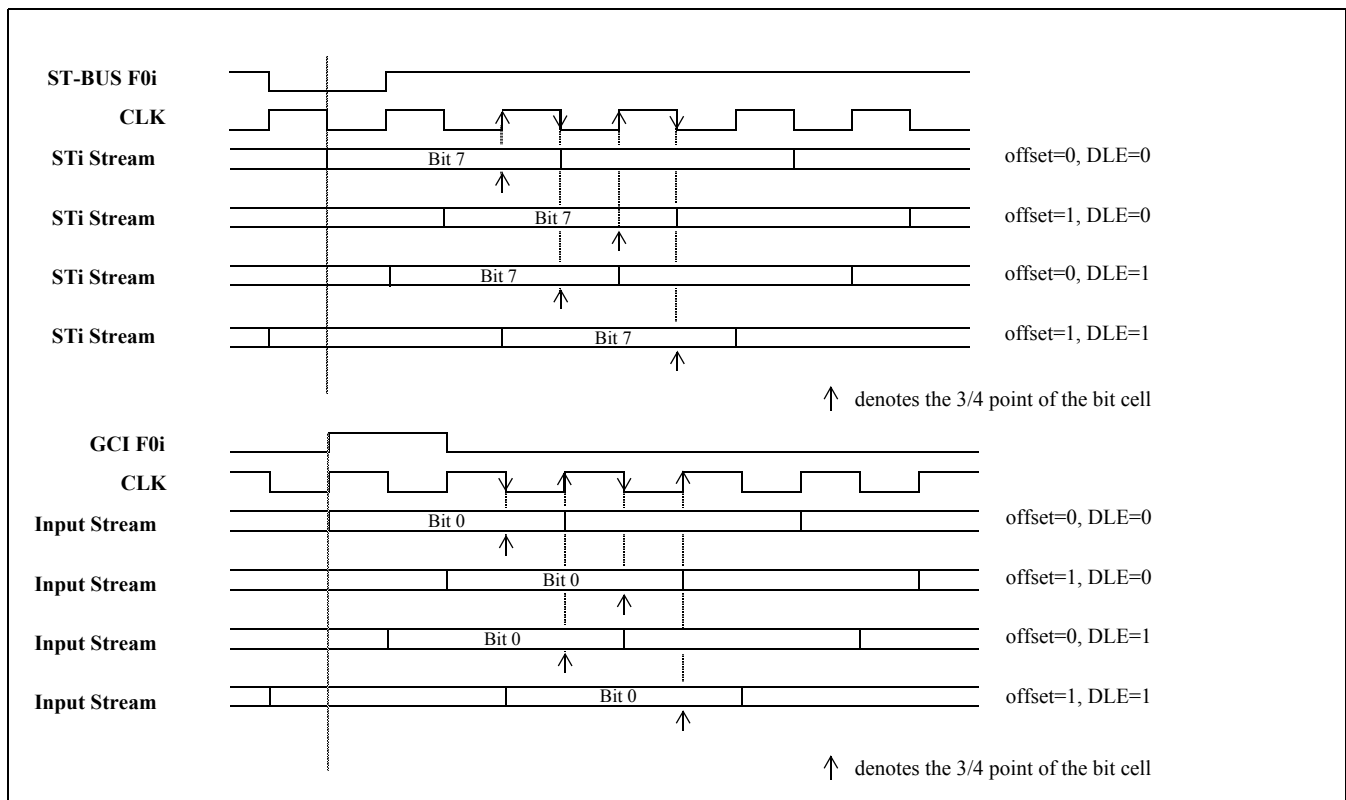 ST-BUS F0i
CLK
STi Stream Bit 7 offset=0, DLE=0
STi Stream Bit 7 offset=1, DLE=0
STi Stream Bit 7 offset=0, DLE=1
STi Stream Bit 7 offset=1, DLE=1
denotes the 3/4 point of the bit cell
GCI F0i
CLK
Input Stream Bit 0 offset=0, DLE=0
Input Stream Bit 0 offset=1, DLE=0
Input Stream Bit 0 offset=0, DLE=1
Input Stream Bit 0 offset=1, DLE=1
denotes the 3/4 point of the bit cell